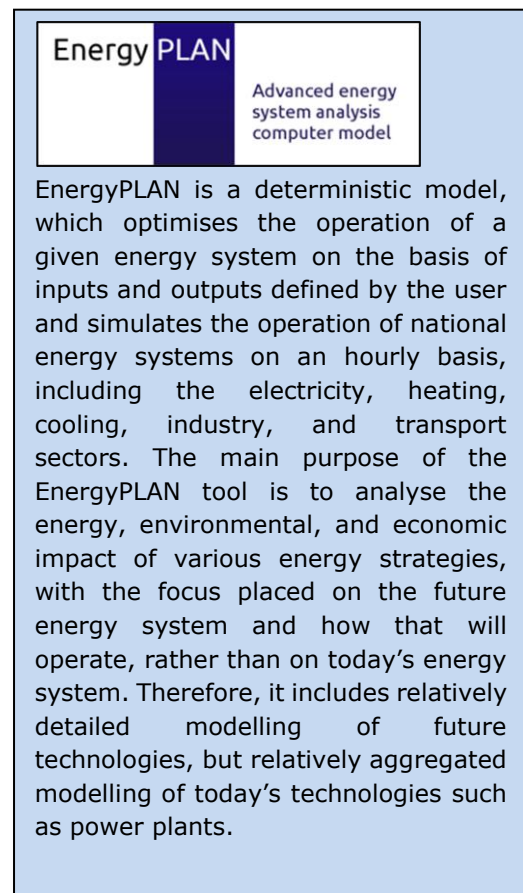 Energy PLAN
Advanced energy
system analysis
computer model
EnergyPLAN is a deterministic model,
which optimises the operation of a
given energy system on the basis of
inputs and outputs defined by the user
and simulates the operation of national
energy systems on an hourly basis,
including the electricity, heating,
cooling, industry, and transport
sectors. The main purpose of the
EnergyPLAN tool is to analyse the
energy, environmental, and economic
impact of various energy strategies,
with the focus placed on the future
energy system and how that will
operate, rather than on today’s energy
system. Therefore, it includes relatively
detailed modelling of future
technologies, but relatively aggregated
modelling of today’s technologies such
as power plants.